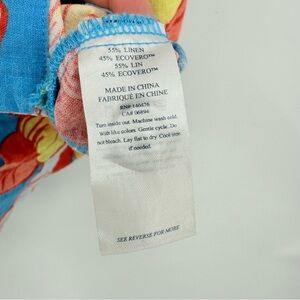 55% LINEN
45% ECOVERO™
55% LIN
45% ECOVERO™
MADE IN CHINA
FABRIQUÉ EN CHINE
RN# 140476
CA# 06894
Turn inside out. Machine wash cold.
With like colors. Gentle cycle. Do
not bleach. Lay flat to dry. Cool iron
if needed.
SEE REVERSE FOR MORE